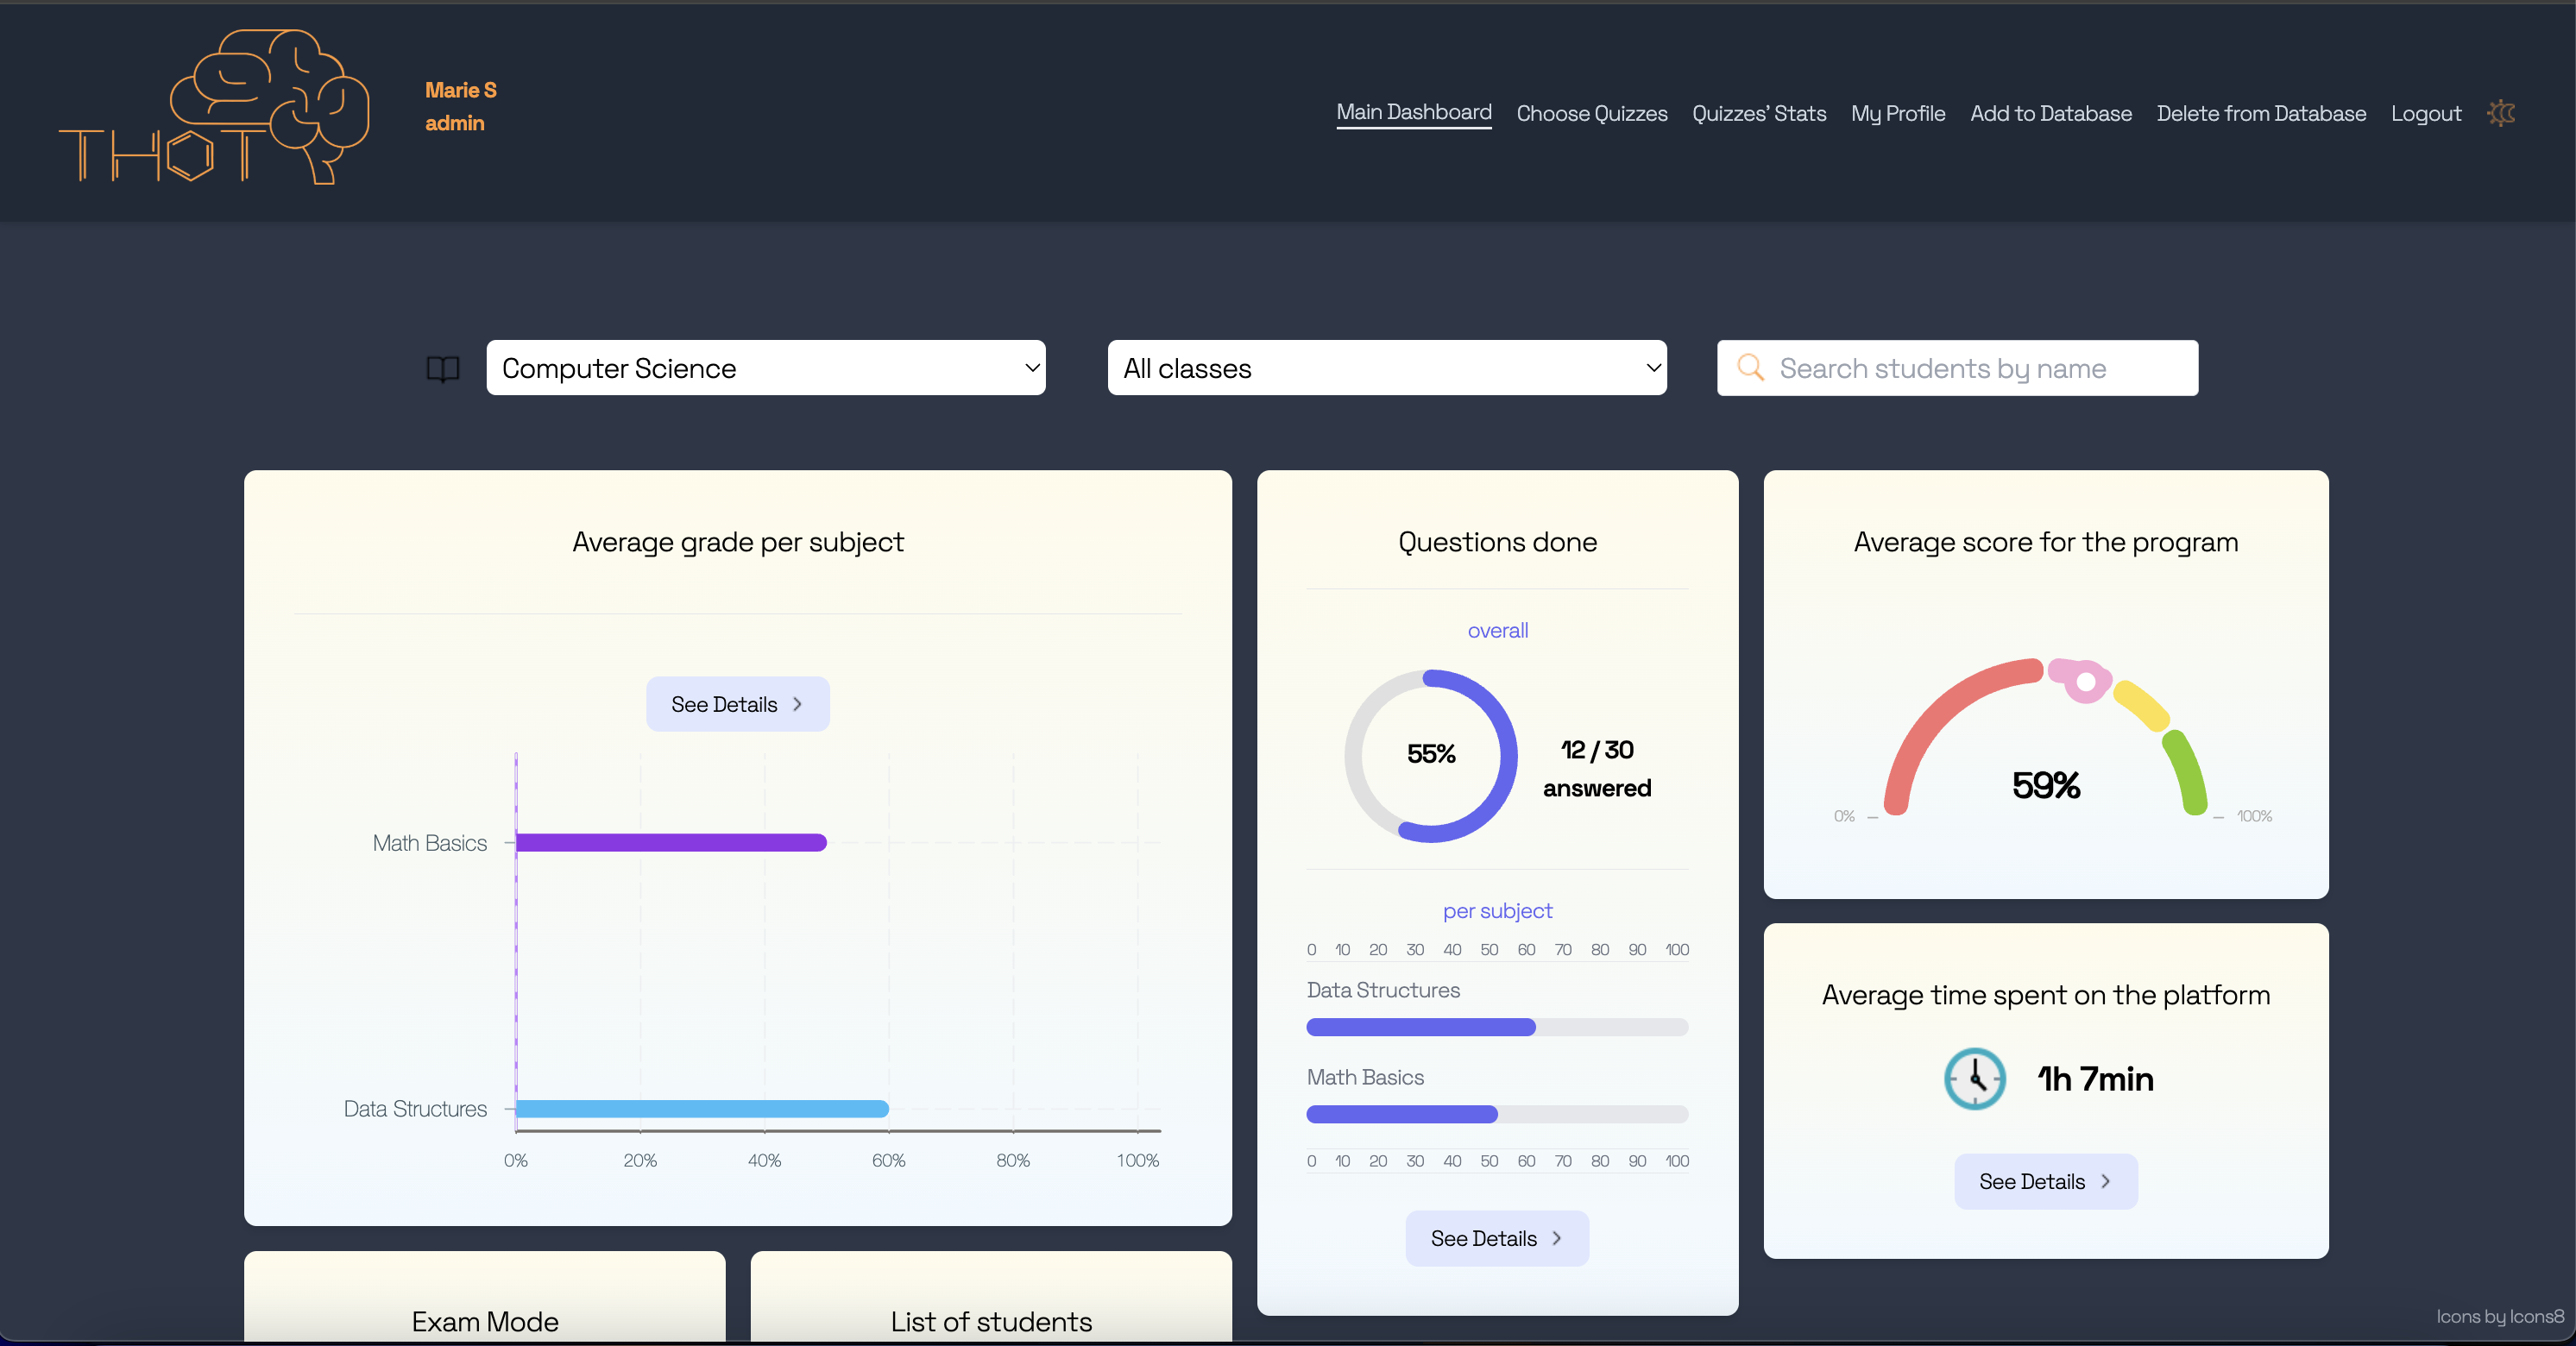 THOT
Marie S
admin
Main Dashboard
Choose Quizzes
Quizzes' Stats
My Profile
Add to Database
Delete from Database
Logout
Computer Science
All classes
Search students by name
Average grade per subject
See Details
Math Basics
Data Structures
0% 20% 40% 60% 80% 100%
Questions done
overall
55%
12 / 30
answered
per subject
0 10 20 30 40 50 60 70 80 90 100
Data Structures
Math Basics
0 10 20 30 40 50 60 70 80 90 100
See Details
Average score for the program
59%
0%
100%
Average time spent on the platform
1h 7min
See Details
Exam Mode
List of students
Icons by Icons8